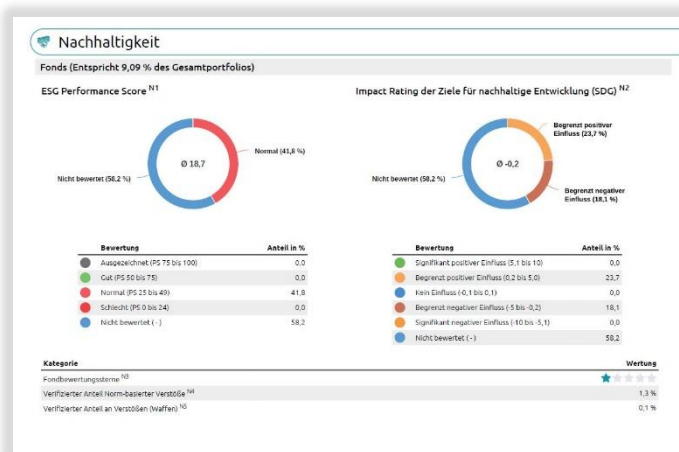 Nachhaltigkeit
Fonds (Entspricht 9,09 % des Gesamtportfolios)
ESG Performance Score N1
Impact Rating der Ziele für nachhaltige Entwicklung (SDG) N2
Ø 18,7
Normal (41,8 %)
Nicht bewertet (58,2 %)
Ø -0,2
Begrenzt positiver
Einfluss (23,7 %)
Nicht bewertet (58,2 %)
Begrenzt negativer
Einfluss (18,1 %)
Bewertung Anteil in %
Ausgezeichnet (PS 75 bis 100) 0,0
Gut (PS 50 bis 75) 0,0
Normal (PS 25 bis 49) 41,8
Schlecht (PS 0 bis 24) 0,0
Nicht bewertet ( - ) 58,2
Bewertung Anteil in %
Signifikant positiver Einfluss (5,1 bis 10) 0,0
Begrenzt positiver Einfluss (0,2 bis 5,0) 23,7
Kein Einfluss (-0,1 bis 0,1) 0,0
Begrenzt negativer Einfluss (-5 bis -0,2) 18,1
Signifikant negativer Einfluss (-10 bis -5,1) 0,0
Nicht bewertet ( - ) 58,2
Kategorie Wertung
Fondbewertungssterne N3
Verifizierter Anteil Norm-basierter Verstöße N4 1,3 %
Verifizierter Anteil an Verstößen (Waffen) N5 0,1 %